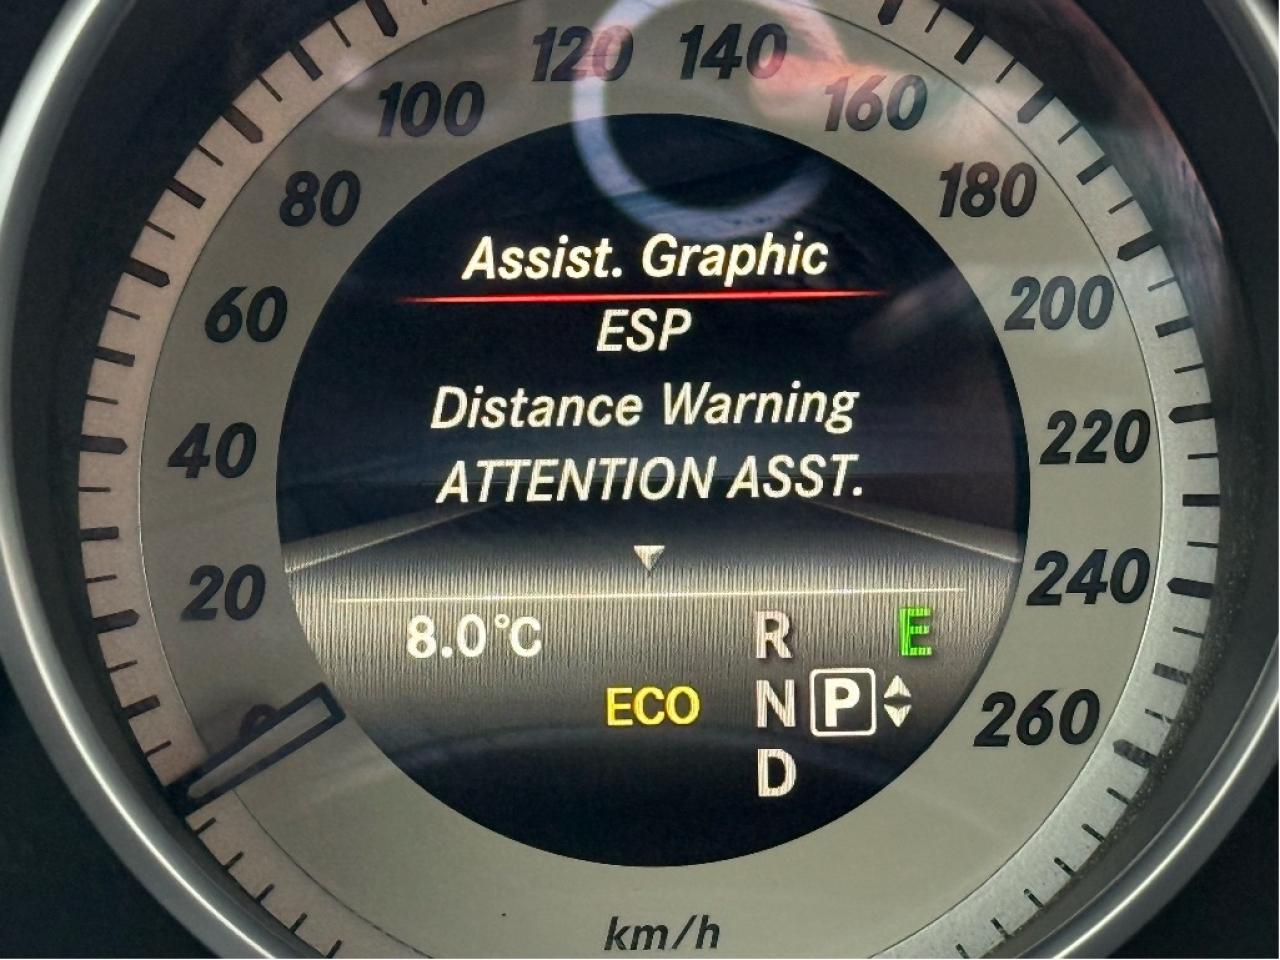 120 140
100 160
80 180
60 200
40 220
20 240
0 260
Assist. Graphic
ESP
Distance Warning
ATTENTION ASST.
8.0°C R E
ECO N P
D
km/h